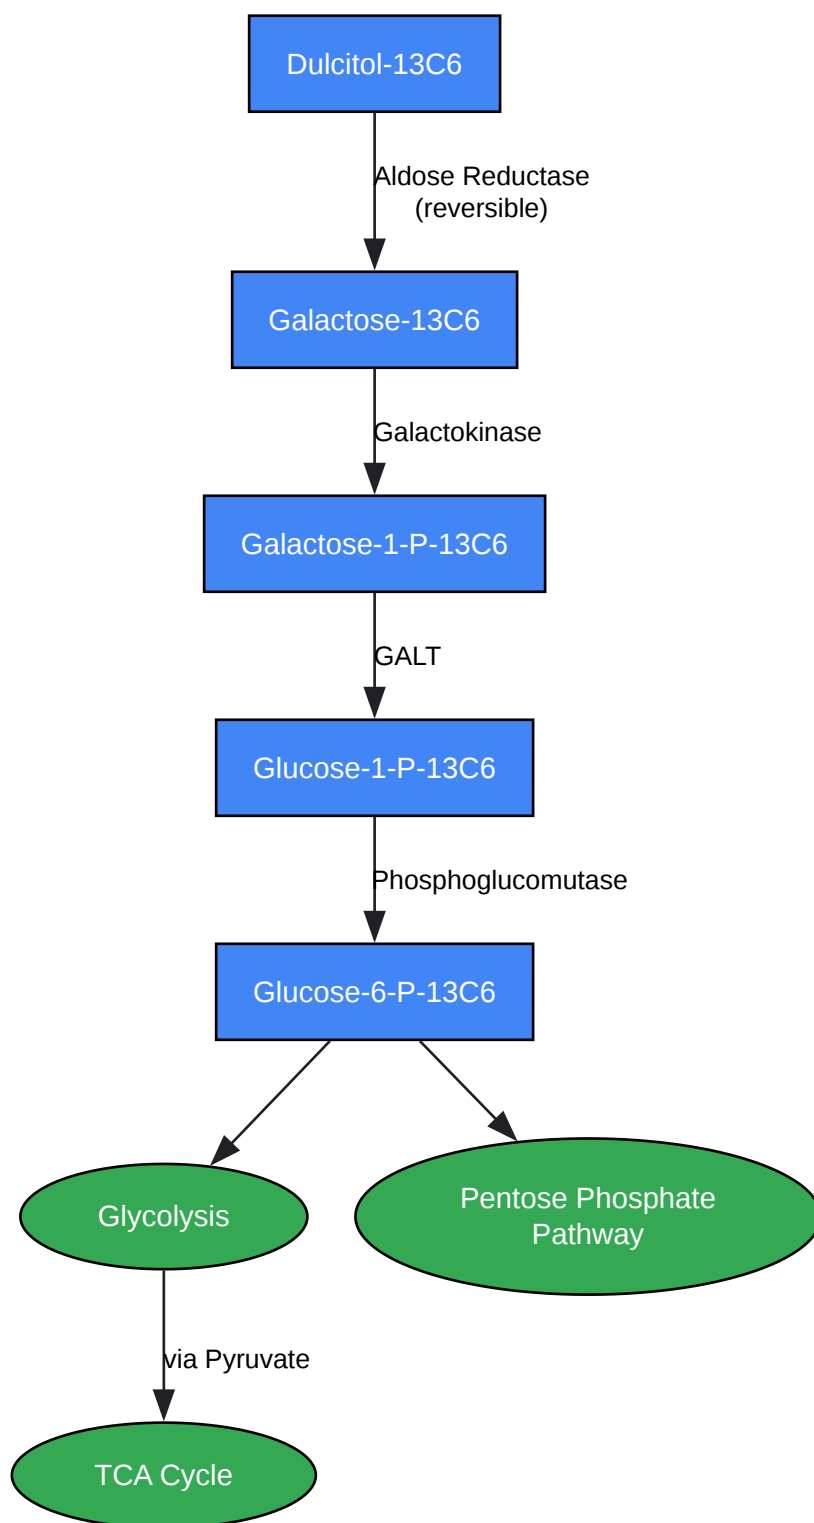 Dulcitol-13C6
Aldose Reductase
(reversible)
Galactose-13C6
Galactokinase
Galactose-1-P-13C6
GALT
Glucose-1-P-13C6
Phosphoglucomutase
Glucose-6-P-13C6
Glycolysis
Pentose Phosphate
Pathway
via Pyruvate
TCA Cycle